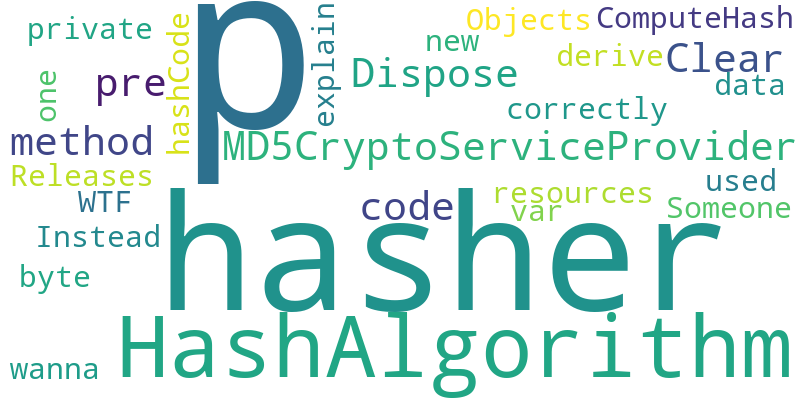 private
hashCode
p
explain
new
Objects
ComputeHash
one
pre
Dispose
derive
Clear
data
correctly
method
MD5CryptoServiceProvider
Releases
WTF
code
resources
used
var
Someone
Instead
hasher
byte
HashAlgorithm
wanna